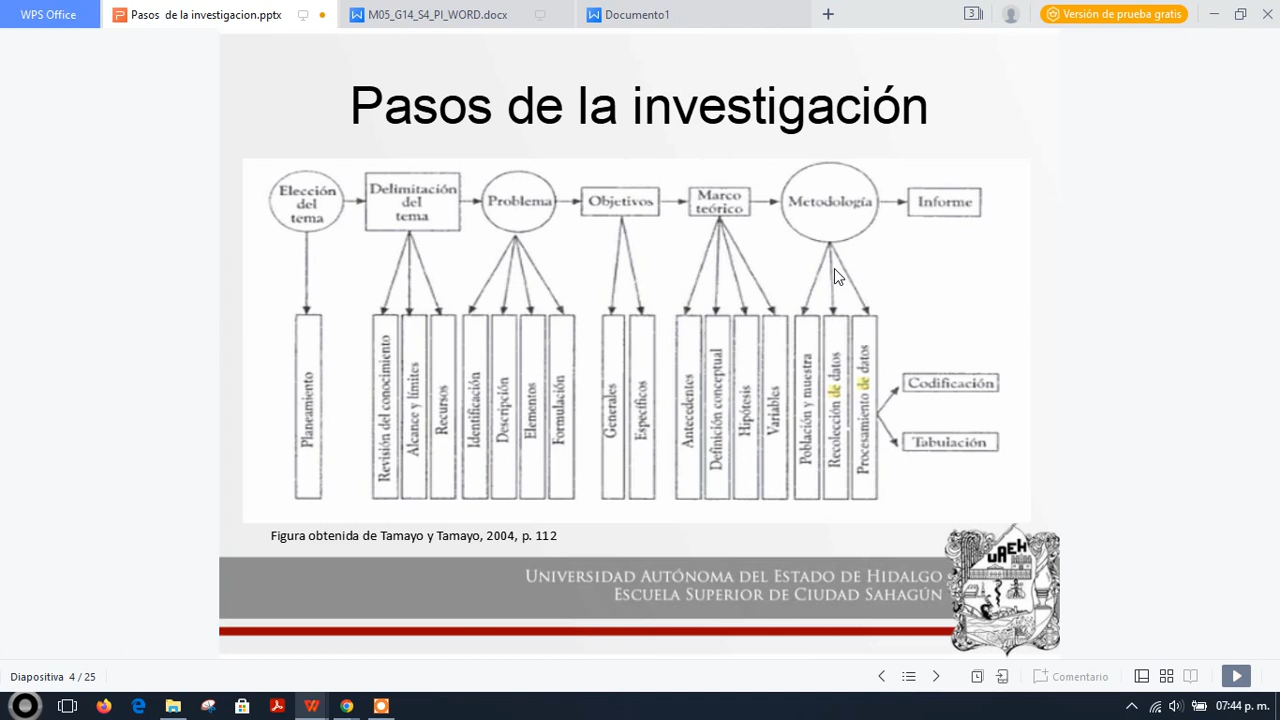 WPS Office
Pasos de la investigacion.pptx
M05_G14_S4_PI_WORD.docx
Documento1
3
Versión de prueba gratis
Pasos de la investigación
Elección
del
tema
Delimitación
del
tema
Problema
Objetivos
Marco
teórico
Metodología
Informe
Planeamiento
Revisión del conocimiento
Alcance y límites
Recursos
Identificación
Descripción
Elementos
Formulación
Generales
Específicos
Antecedentes
Definición conceptual
Hipótesis
Variables
Población y muestra
Recolección de datos
Procesamiento de datos
Codificación
Tabulación
Figura obtenida de Tamayo y Tamayo, 2004, p. 112
UNIVERSIDAD AUTÓNOMA DEL ESTADO DE HIDALGO
ESCUELA SUPERIOR DE CIUDAD SAHAGÚN
UAEH
Diapositiva 4 / 25
Comentario
07:44 p. m.